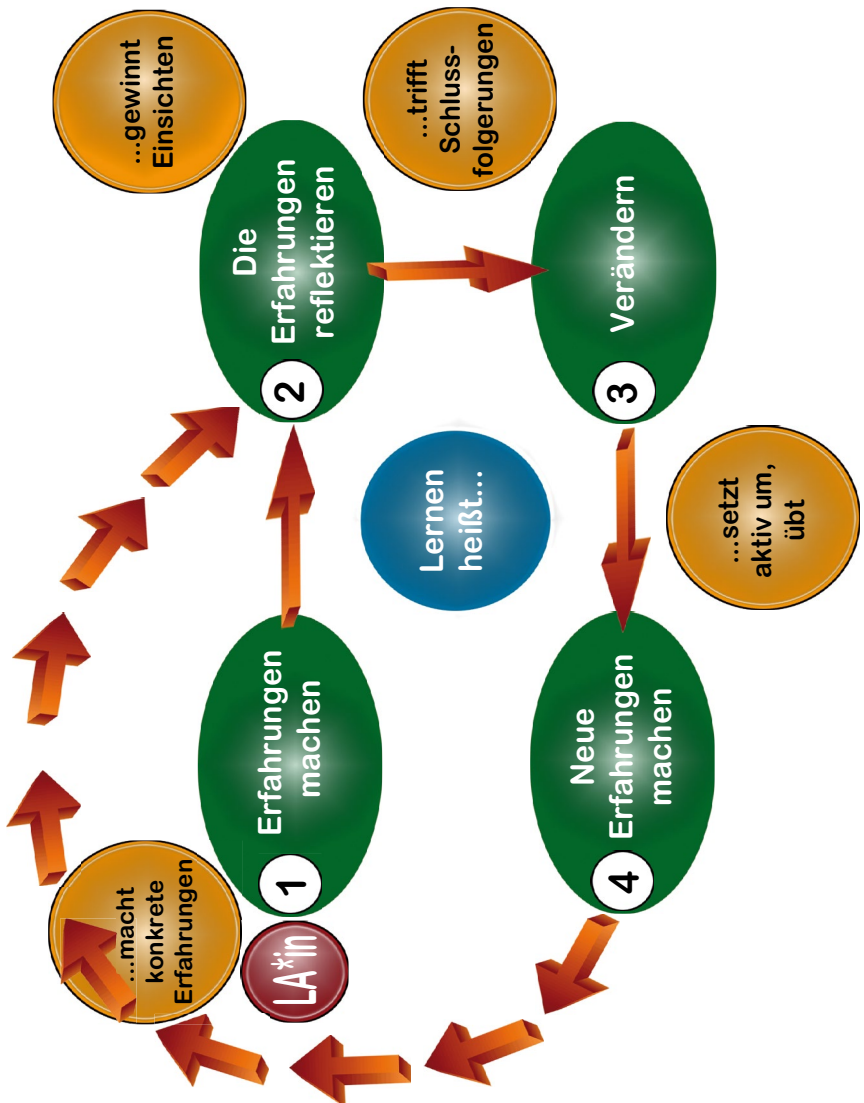 LA*in
...macht
konkrete
Erfahrungen
1
Erfahrungen
machen
...gewinnt
Einsichten
2
Die
Erfahrungen
reflektieren
Lernen
heißt...
...trifft
Schluss-
folgerungen
3
Verändern
...setzt
aktiv um,
übt
4
Neue
Erfahrungen
machen